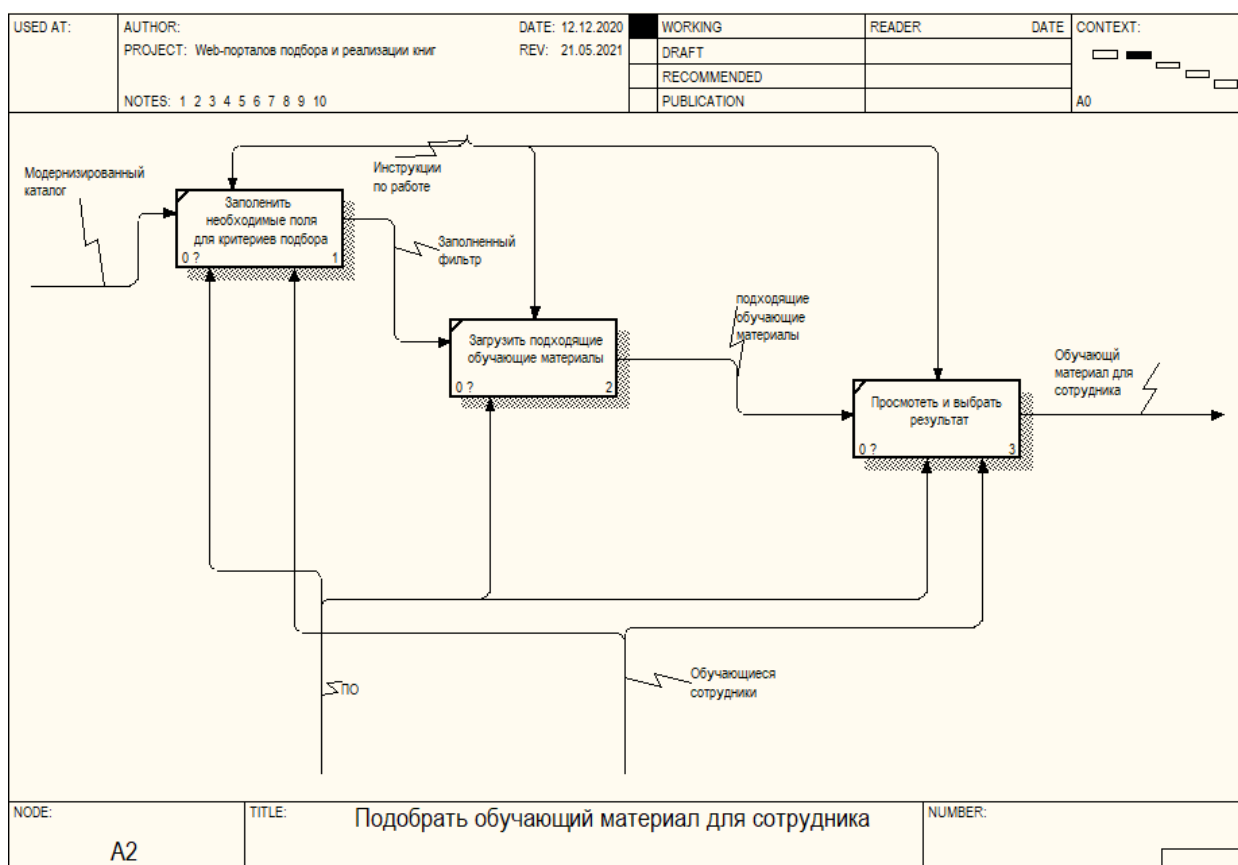 USED AT:
AUTHOR:
DATE: 12.12.2020
PROJECT: Web-порталов подбора и реализации книг
REV: 21.05.2021
NOTES: 1 2 3 4 5 6 7 8 9 10
WORKING
DRAFT
RECOMMENDED
PUBLICATION
READER
DATE
CONTEXT:
A0
Модернизированный
каталог
Инструкции
по работе
Заполенить
необходимые поля
для критериев подбора
0 ?
1
Заполненный
фильтр
Загрузить подходящие
обучающие материалы
0 ?
2
подходящие
обучающие
материалы
Просмотеть и выбрать
результат
0 ?
3
Обучающй
материал для
сотрудника
ПО
Обучающиеся
сотрудники
NODE:
A2
TITLE:
Подобрать обучающий материал для сотрудника
NUMBER: